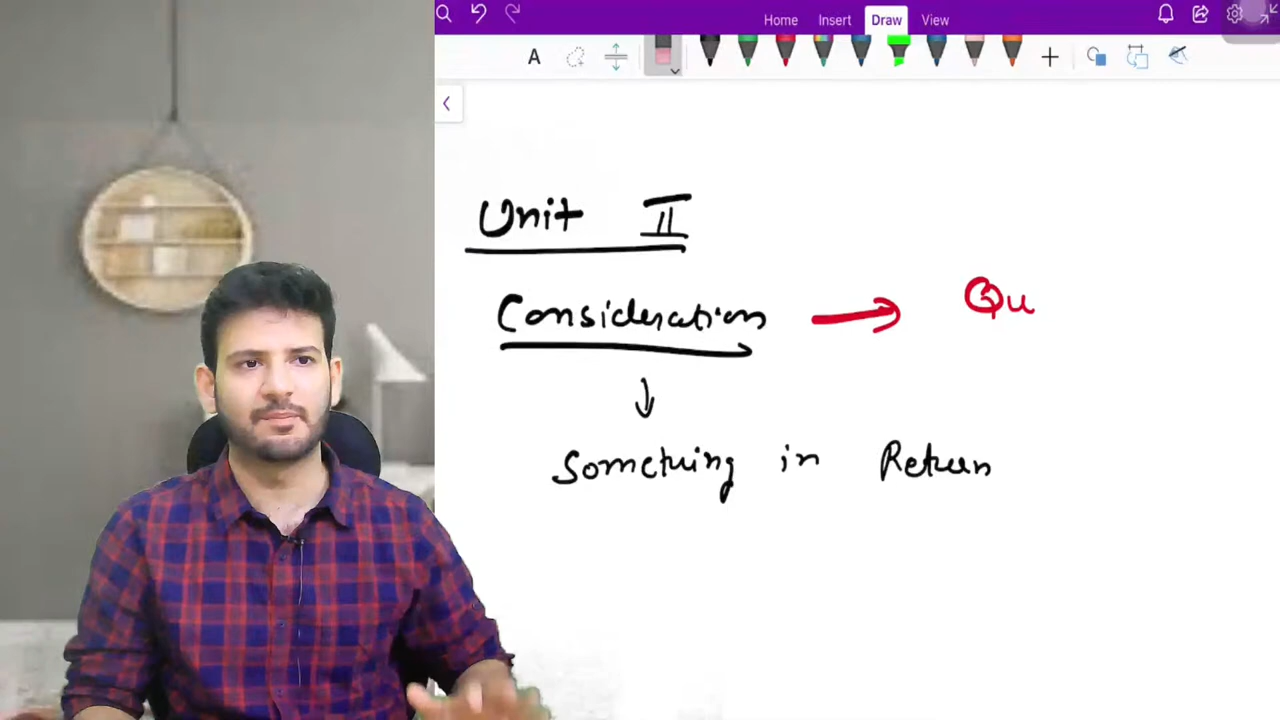 Home Insert Draw View
A
Unit II
Consideration → Qu
↓
Something in Return